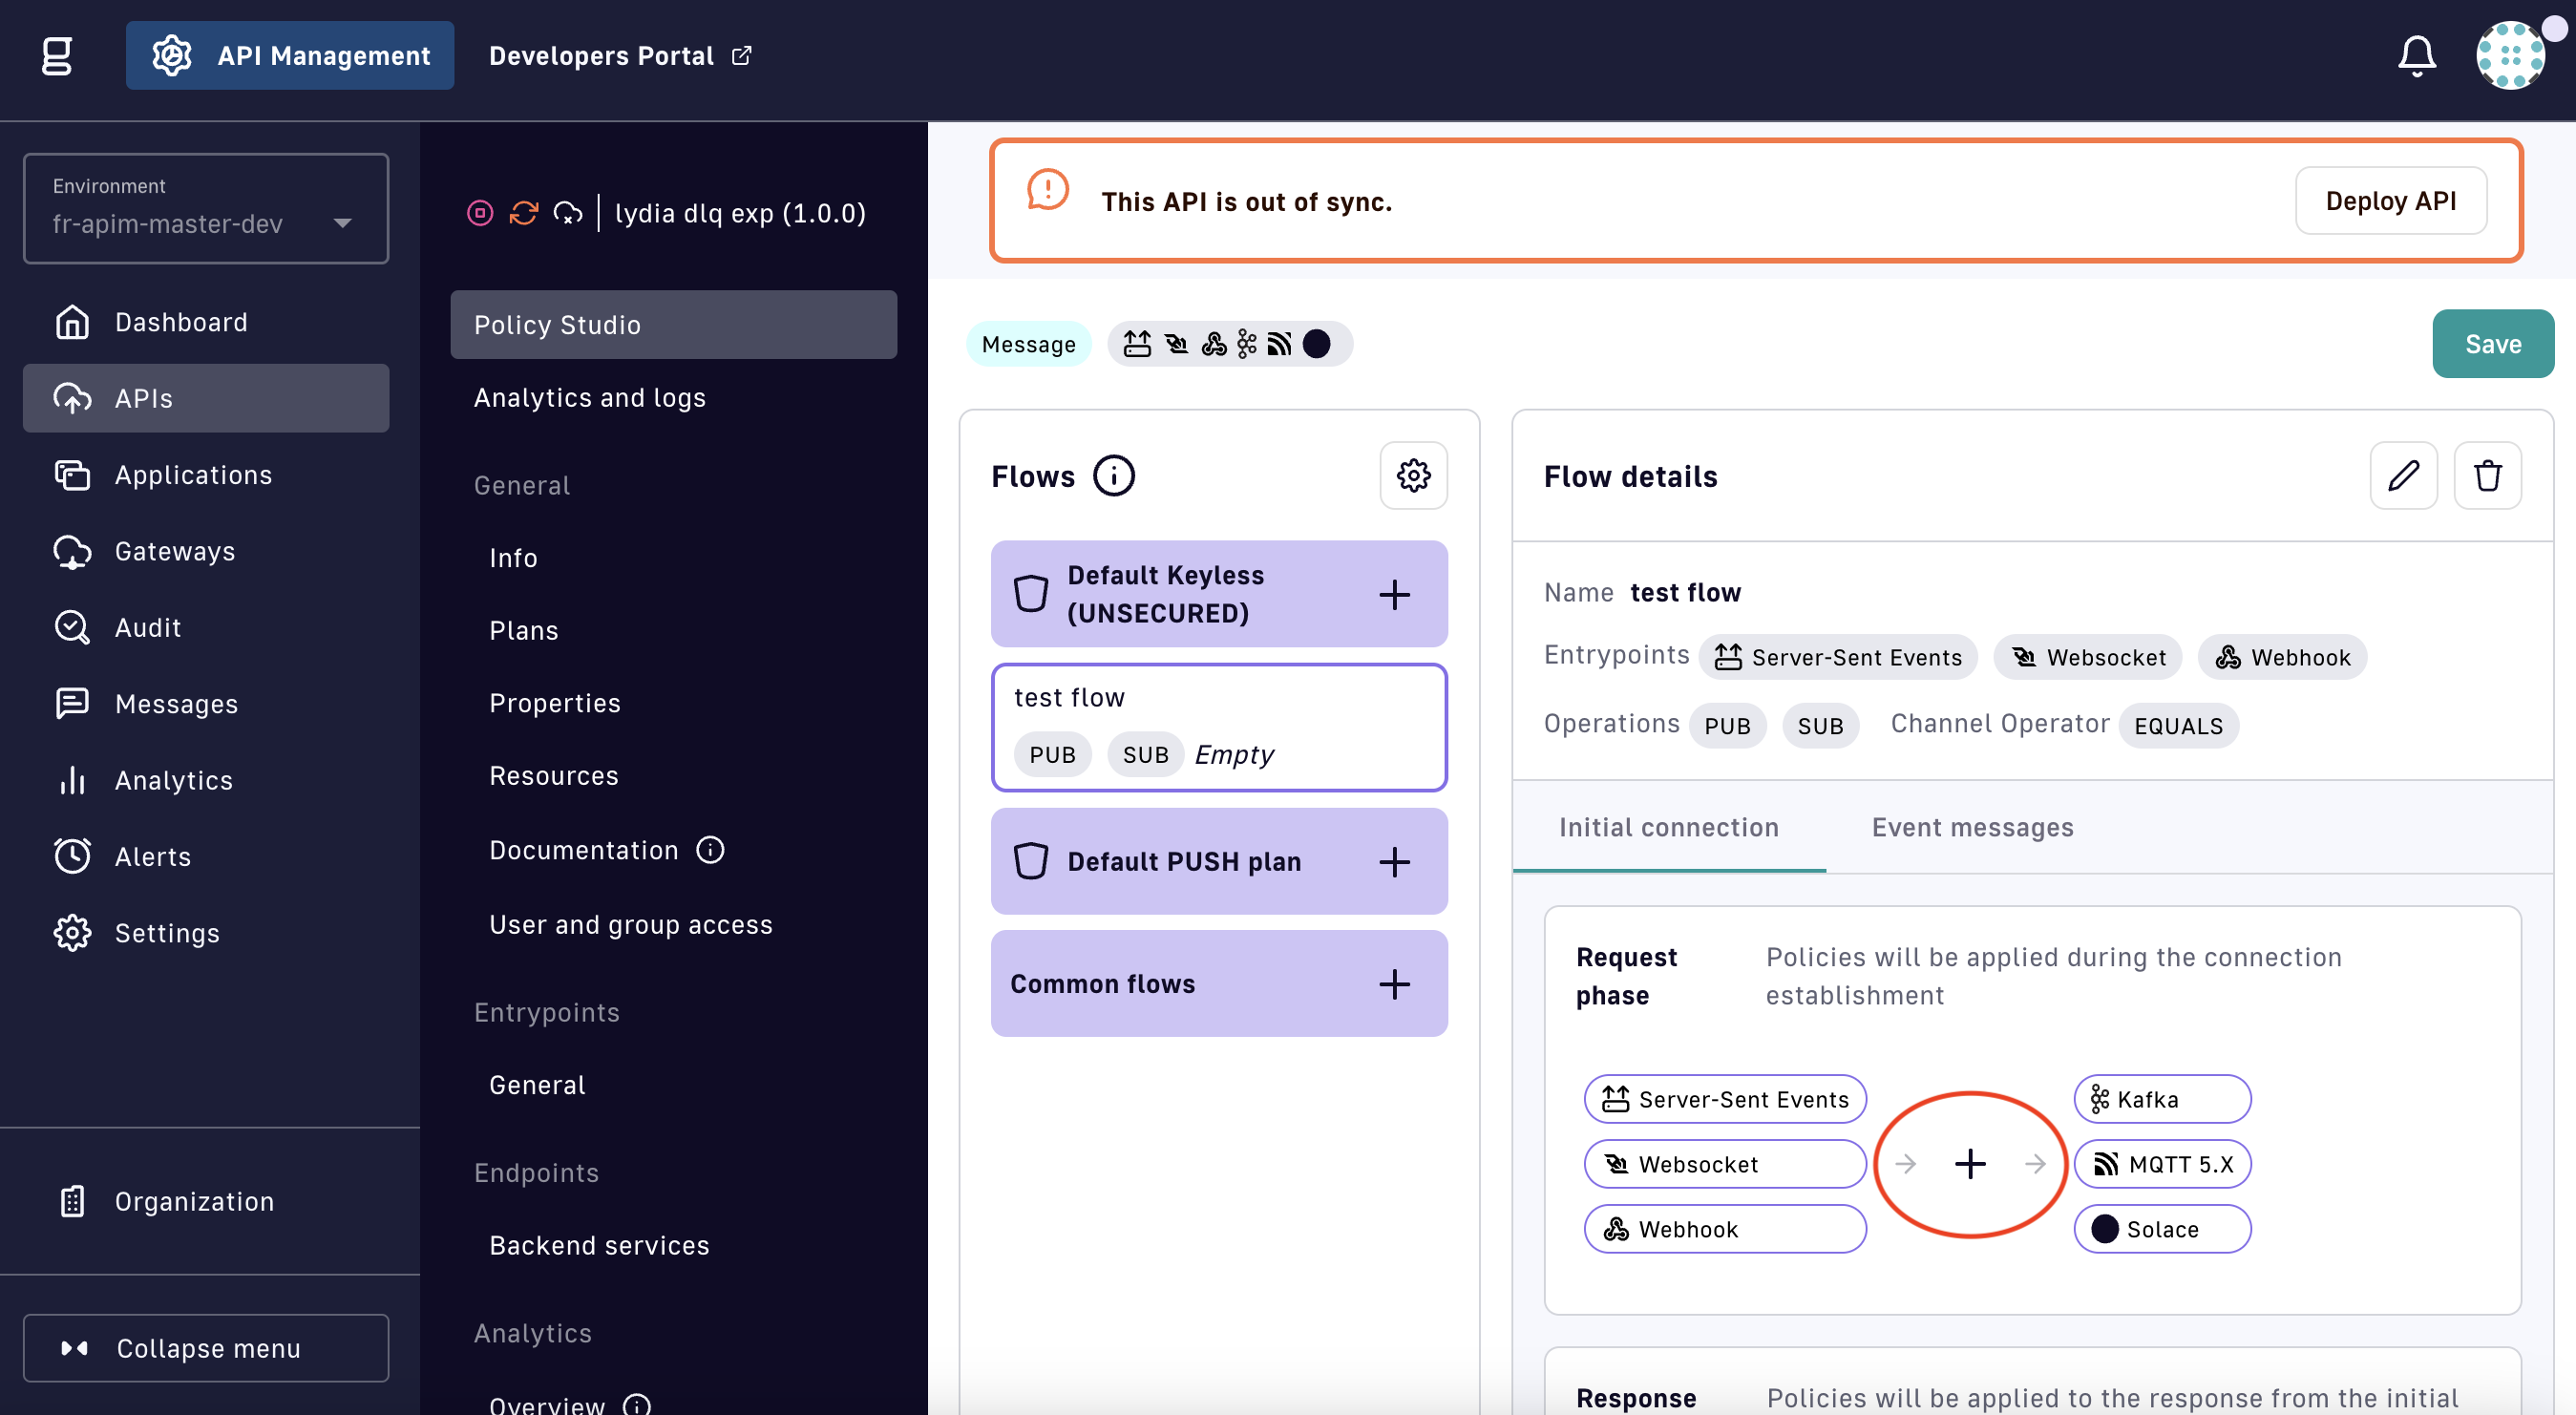 API Management
Developers Portal
Environment
fr-apim-master-dev
Dashboard
APIs
Applications
Gateways
Audit
Messages
Analytics
Alerts
Settings
Organization
Collapse menu
lydia dlq exp (1.0.0)
Policy Studio
Analytics and logs
General
Info
Plans
Properties
Resources
Documentation
User and group access
Entrypoints
General
Endpoints
Backend services
Analytics
Overview
This API is out of sync.
Deploy API
Message
Save
Flows
Default Keyless
(UNSECURED)
test flow
PUB SUB Empty
Default PUSH plan
Common flows
Flow details
Name test flow
Entrypoints Server-Sent Events Websocket Webhook
Operations PUB SUB Channel Operator EQUALS
Initial connection Event messages
Request
phase
Policies will be applied during the connection
establishment
Server-Sent Events
Websocket
Webhook
Kafka
MQTT 5.X
Solace
Response
Policies will be applied to the response from the initial